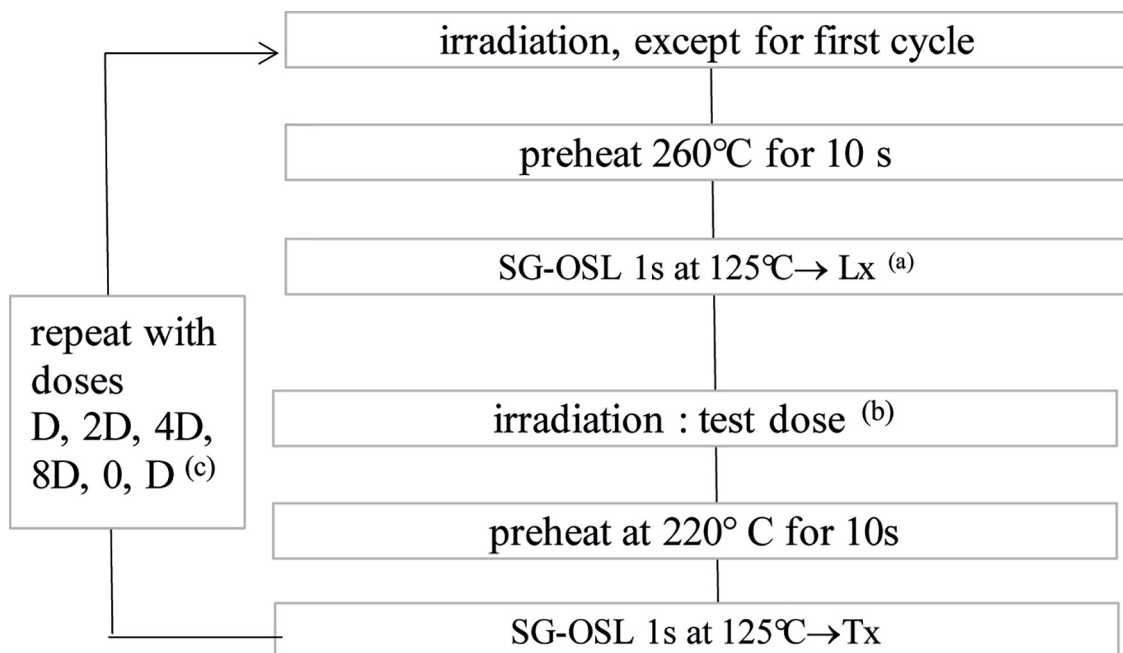 irradiation, except for first cycle
preheat 260℃ for 10 s
SG-OSL 1s at 125℃→ Lx (a)
repeat with
doses
D, 2D, 4D,
8D, 0, D (c)
irradiation : test dose (b)
preheat at 220° C for 10s
SG-OSL 1s at 125℃→Tx